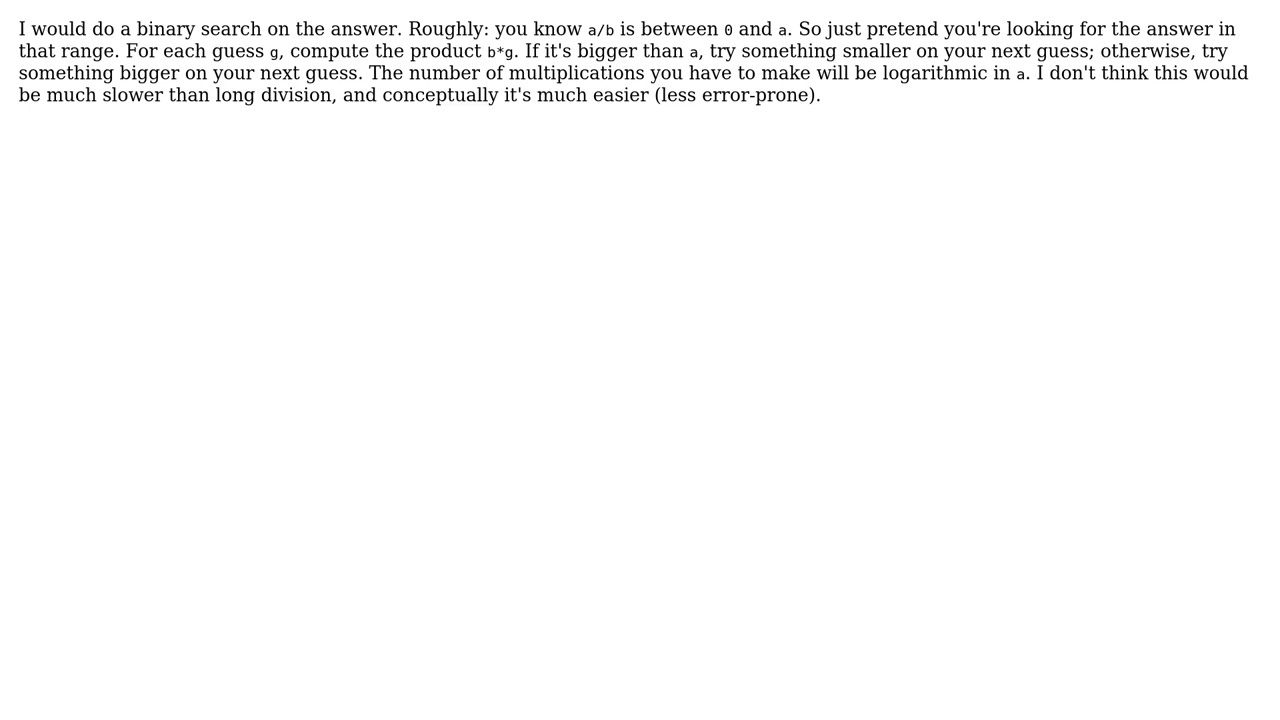 I would do a binary search on the answer. Roughly: you know a/b is between 0 and a. So just pretend you're looking for the answer in
that range. For each guess g, compute the product b*g. If it's bigger than a, try something smaller on your next guess; otherwise, try
something bigger on your next guess. The number of multiplications you have to make will be logarithmic in a. I don't think this would
be much slower than long division, and conceptually it's much easier (less error-prone).